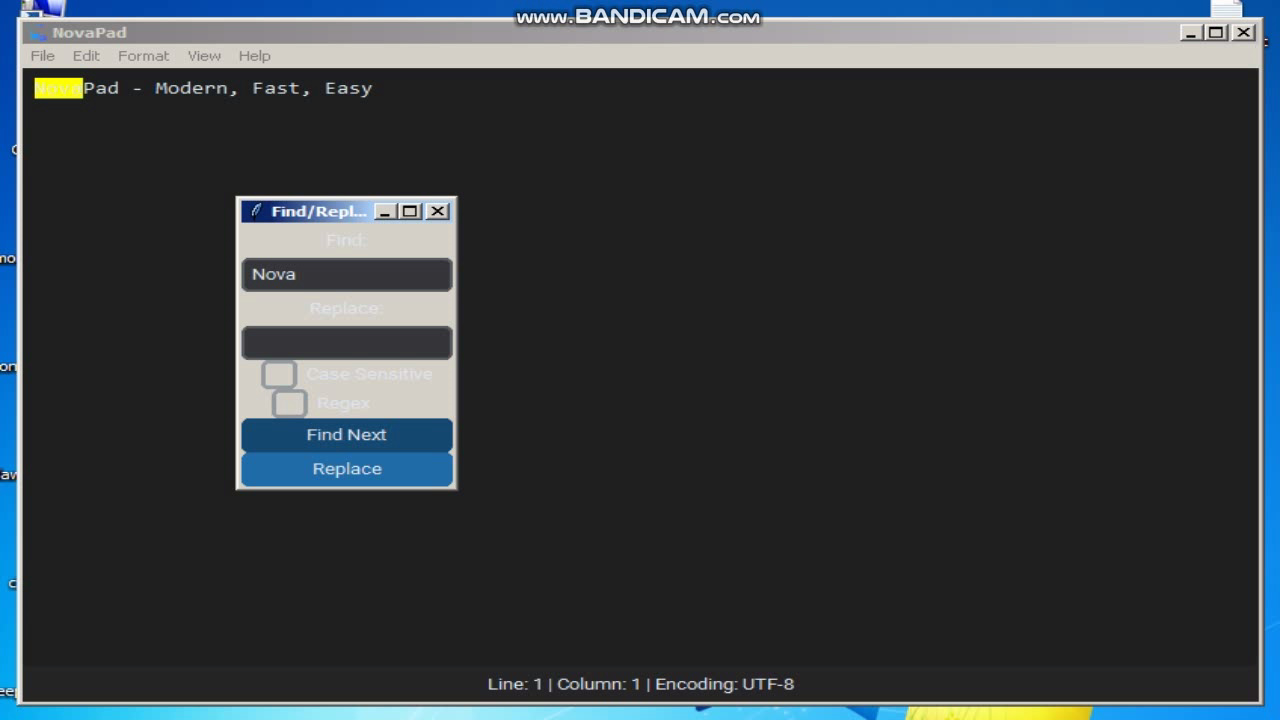 www.BANDICAM.com
NovaPad
File Edit Format View Help
NovaPad - Modern, Fast, Easy
Find/Repl...
Find:
Nova
Replace:
Case Sensitive
Regex
Find Next
Replace
Line: 1 | Column: 1 | Encoding: UTF-8